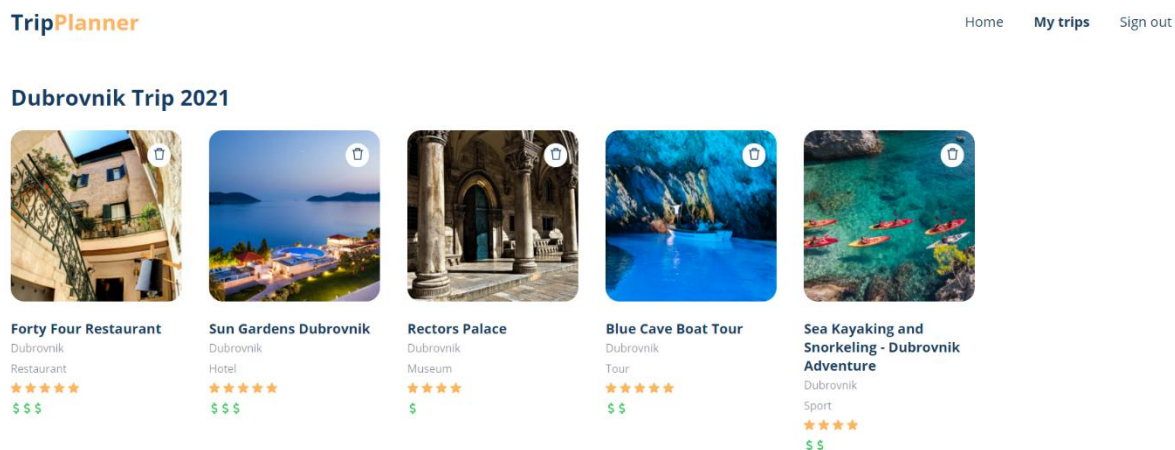 TripPlanner
Home My trips Sign out
Dubrovnik Trip 2021
Forty Four Restaurant
Dubrovnik
Restaurant
$ $ $
Sun Gardens Dubrovnik
Dubrovnik
Hotel
$ $ $
Rectors Palace
Dubrovnik
Museum
$
Blue Cave Boat Tour
Dubrovnik
Tour
$ $
Sea Kayaking and
Snorkeling - Dubrovnik
Adventure
Dubrovnik
Sport
$ $